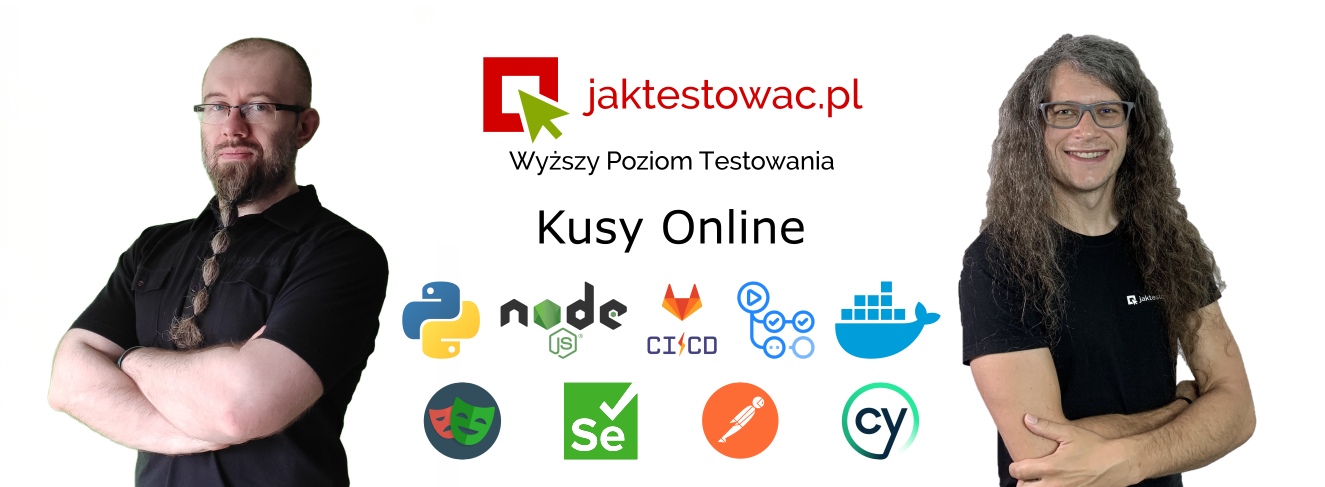 jaktestowac.pl
Wyższy Poziom Testowania
Kusy Online
node
JS
CI CD
Se
cy